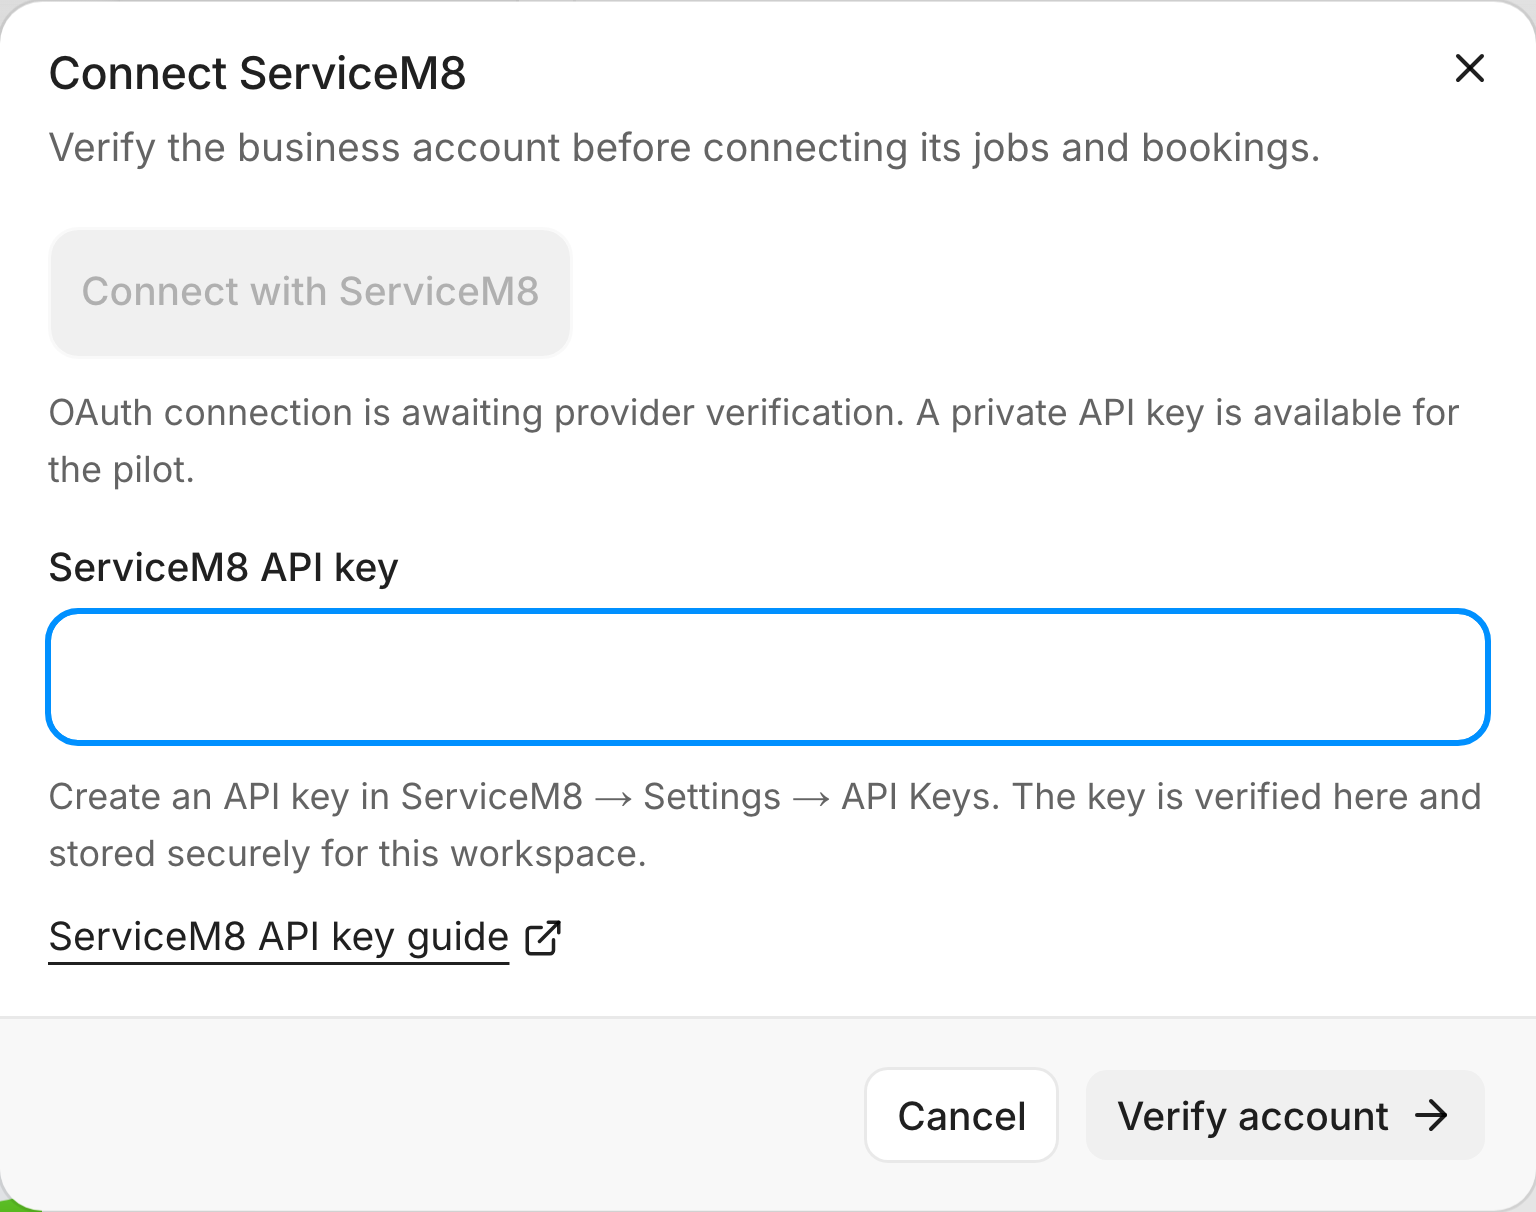 Connect ServiceM8
Verify the business account before connecting its jobs and bookings.
Connect with ServiceM8
OAuth connection is awaiting provider verification. A private API key is available for
the pilot.
ServiceM8 API key
Create an API key in ServiceM8 → Settings → API Keys. The key is verified here and
stored securely for this workspace.
ServiceM8 API key guide
Cancel
Verify account →